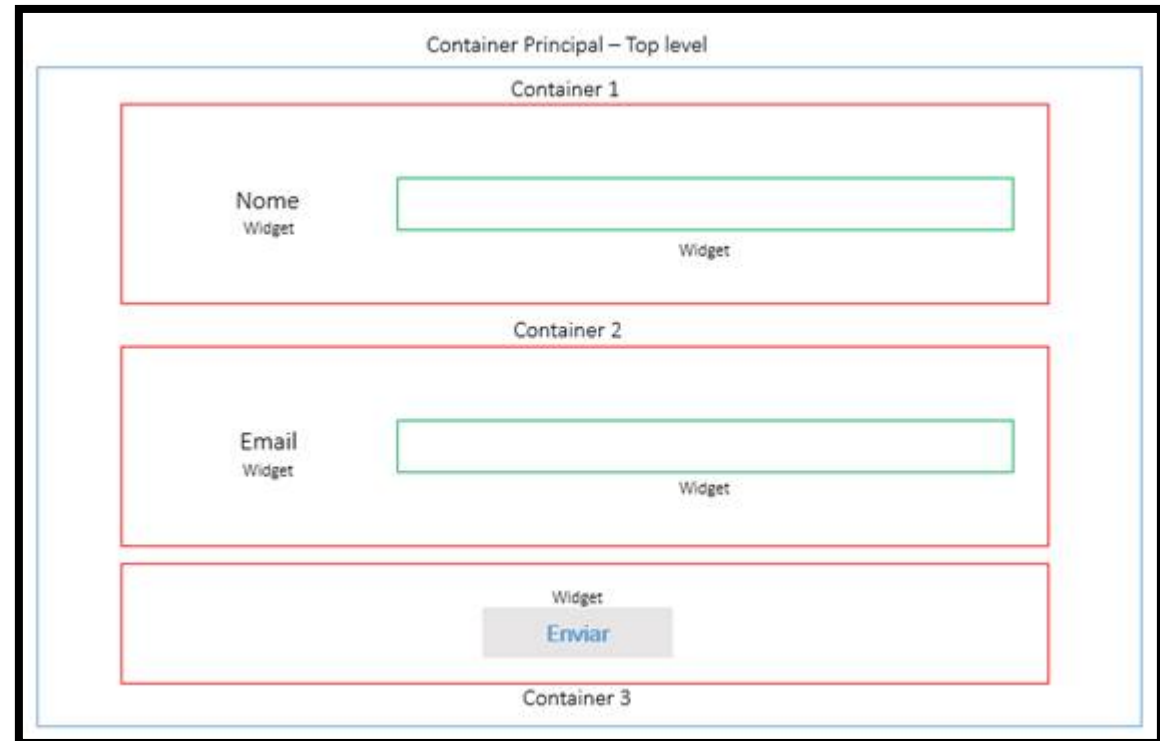 Container Principal – Top level
Container 1
Nome
Widget
Widget
Container 2
Email
Widget
Widget
Widget
Enviar
Container 3